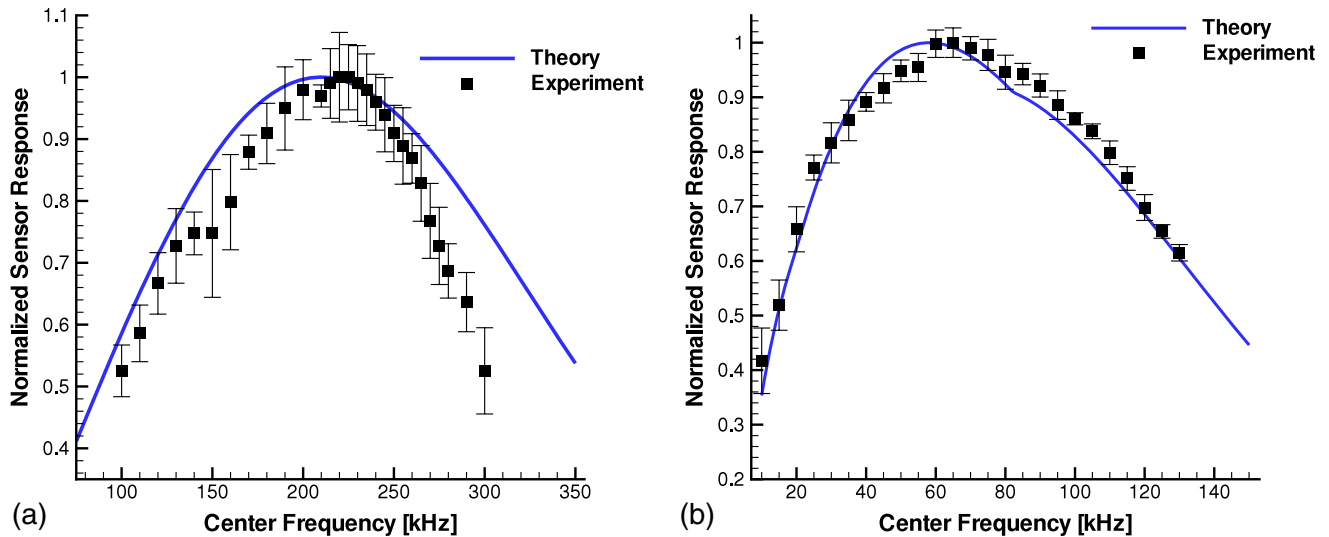 Normalized Sensor Response
1.1
1
0.9
0.8
0.7
0.6
0.5
0.4
100 150 200 250 300 350
Center Frequency [kHz]
Theory
Experiment
(a)
Normalized Sensor Response
1
0.9
0.8
0.7
0.6
0.5
0.4
0.3
0.2
20 40 60 80 100 120 140
Center Frequency [kHz]
Theory
Experiment
(b)